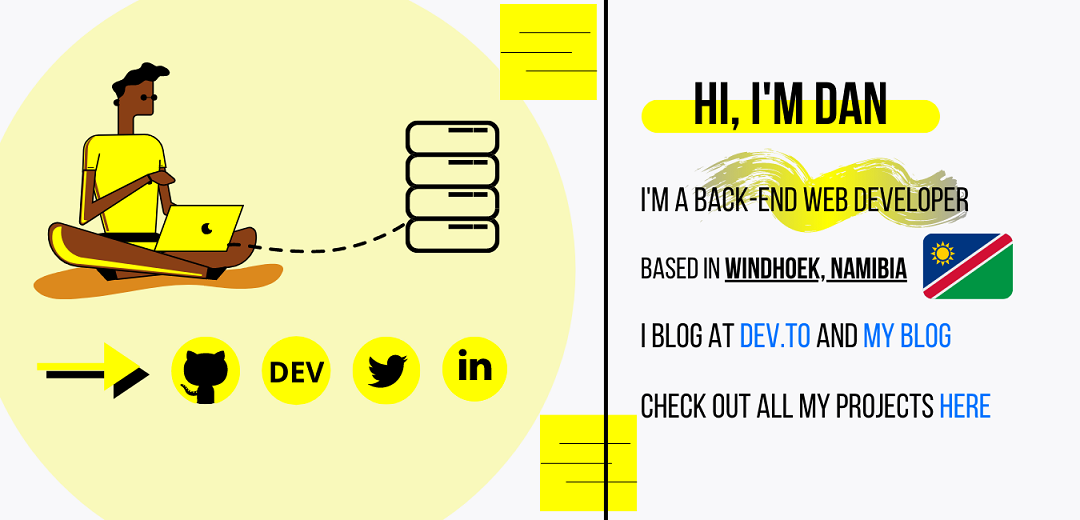 HI, I'M DAN
I'M A BACK-END WEB DEVELOPER
BASED IN WINDHOEK, NAMIBIA
I BLOG AT DEV.TO AND MY BLOG
CHECK OUT ALL MY PROJECTS HERE
DEV
in